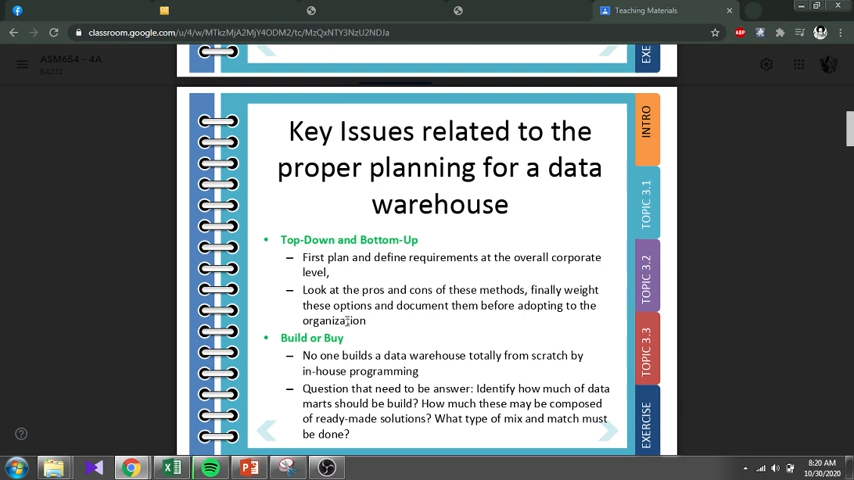 Teaching Materials
classroom.google.com/u/4/w/MTkzMjA2MjY4ODM2/tc/MzQxNTY3NzU2NDJa
ASM654 - 4A
BA232
EXE
Key Issues related to the
proper planning for a data
warehouse
• Top-Down and Bottom-Up
– First plan and define requirements at the overall corporate
level,
– Look at the pros and cons of these methods, finally weight
these options and document them before adopting to the
organization
• Build or Buy
– No one builds a data warehouse totally from scratch by
in-house programming
– Question that need to be answer: Identify how much of data
marts should be build? How much these may be composed
of ready-made solutions? What type of mix and match must
be done?
INTRO
TOPIC 3.1
TOPIC 3.2
TOPIC 3.3
EXERCISE
8:20 AM
10/30/2020